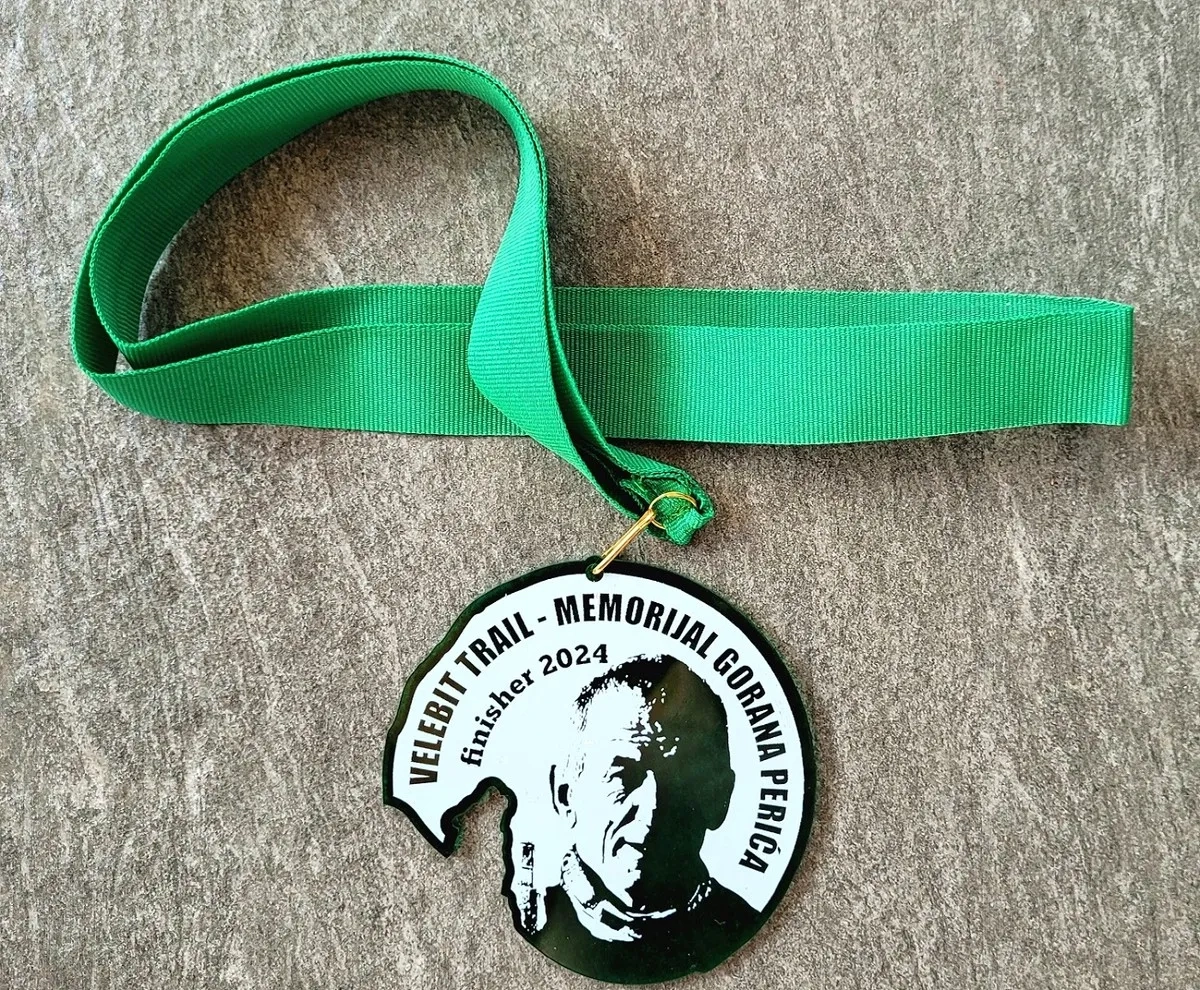 VELEBIT TRAIL - MEMORIJAL GORANA PERIĆA
finisher 2024